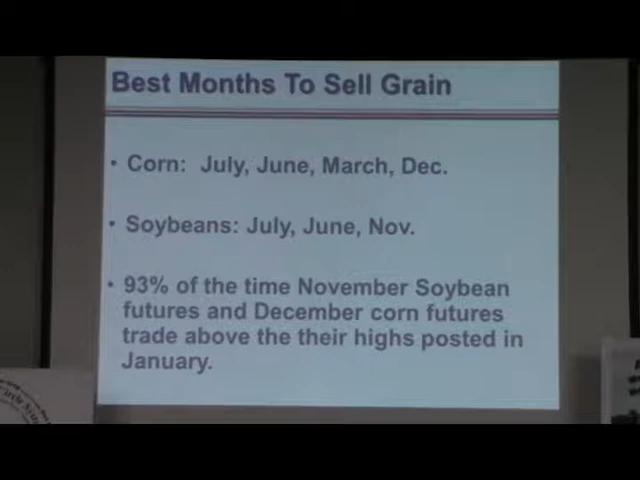 Best Months To Sell Grain
• Corn: July, June, March, Dec.
• Soybeans: July, June, Nov.
• 93% of the time November Soybean
futures and December corn futures
trade above the their highs posted in
January.